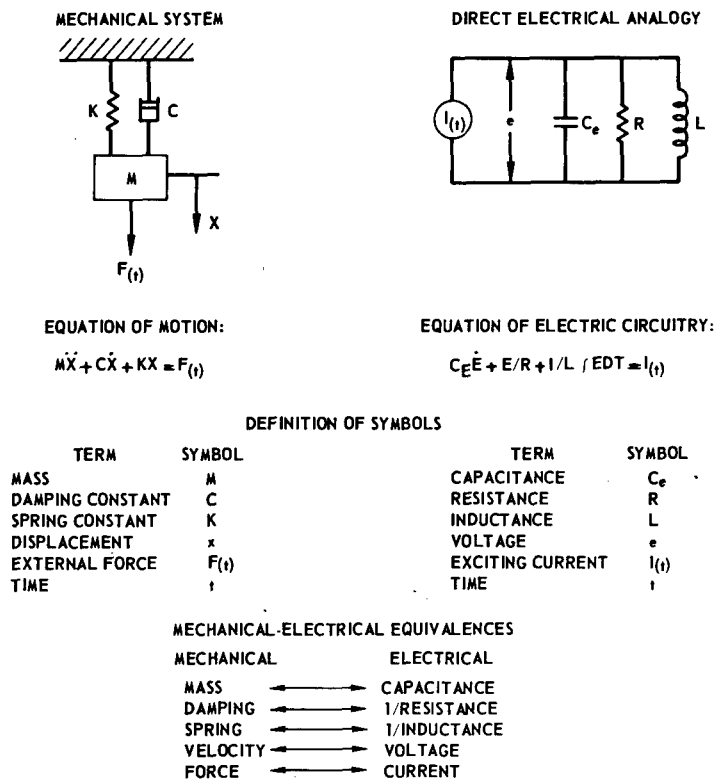 MECHANICAL SYSTEM
DIRECT ELECTRICAL ANALOGY
K
C
M
X
F(t)
I(t)
e
Ce
R
L
EQUATION OF MOTION:
MẌ + CẊ + KX = F(t)
EQUATION OF ELECTRIC CIRCUITRY:
CEĖ + E/R + I/L ∫EDT = I(t)
DEFINITION OF SYMBOLS
TERM SYMBOL
MASS M
DAMPING CONSTANT C
SPRING CONSTANT K
DISPLACEMENT x
EXTERNAL FORCE F(t)
TIME t
TERM SYMBOL
CAPACITANCE Ce
RESISTANCE R
INDUCTANCE L
VOLTAGE e
EXCITING CURRENT I(t)
TIME t
MECHANICAL-ELECTRICAL EQUIVALENCES
MECHANICAL ELECTRICAL
MASS ↔ CAPACITANCE
DAMPING ↔ 1/RESISTANCE
SPRING ↔ 1/INDUCTANCE
VELOCITY ↔ VOLTAGE
FORCE ↔ CURRENT